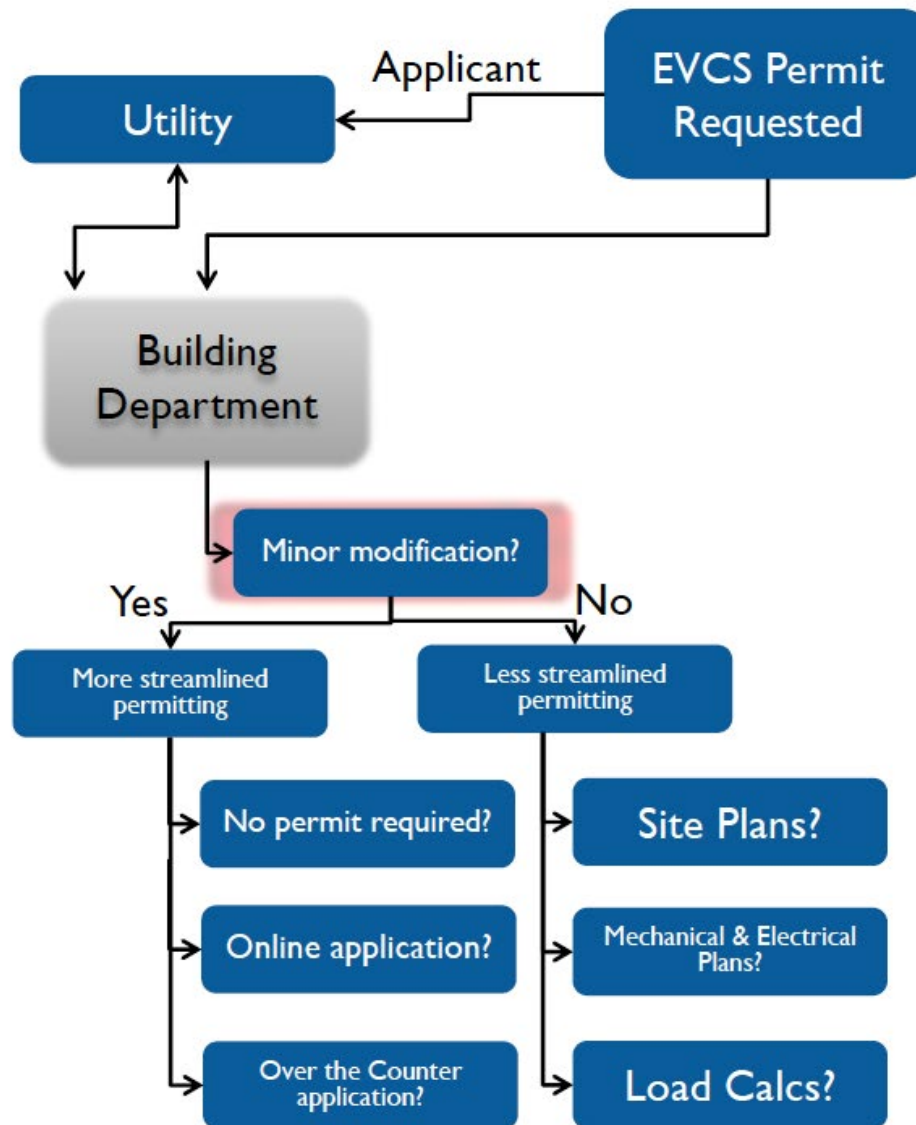 Applicant
EVCS Permit
Requested
Utility
Building
Department
Minor modification?
Yes
No
More streamlined
permitting
Less streamlined
permitting
No permit required?
Online application?
Over the Counter
application?
Site Plans?
Mechanical & Electrical
Plans?
Load Calcs?